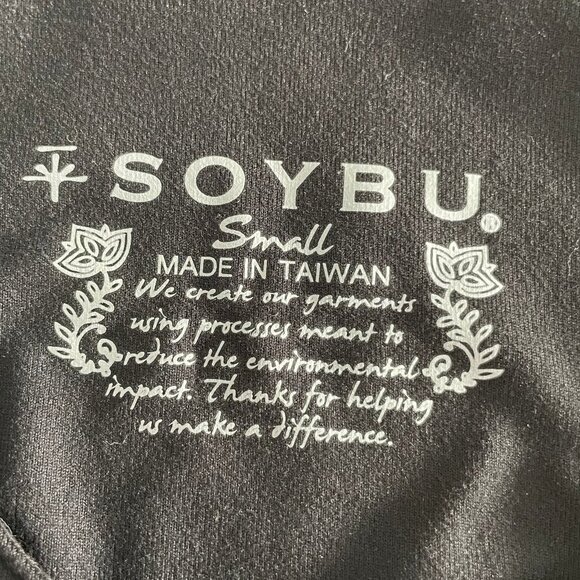 SOYBU®
Small
MADE IN TAIWAN
We create our garments
using processes meant to
reduce the environmental
impact. Thanks for helping
us make a difference.